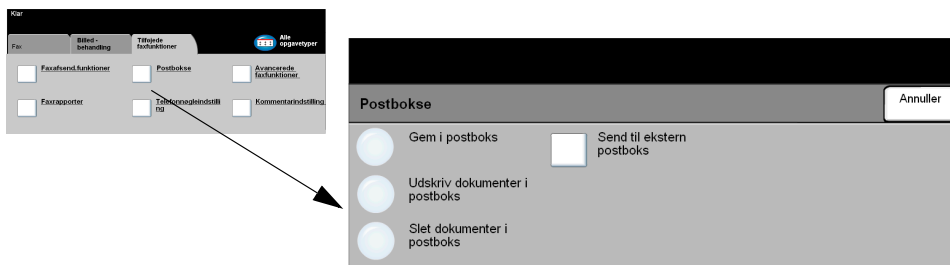 Klar
Fax
Billed -
behandling
Tilføjede
faxfunktioner
Alle
opgavetyper
Faxafsend.funktioner
Postbokse
Avancerede
faxfunktioner
Faxrapporter
Telefonnøgleindstilli
ng
Kommentarindstilling
Postbokse
Annuller
Gem i postboks
Send til ekstern
postboks
Udskriv dokumenter i
postboks
Slet dokumenter i
postboks